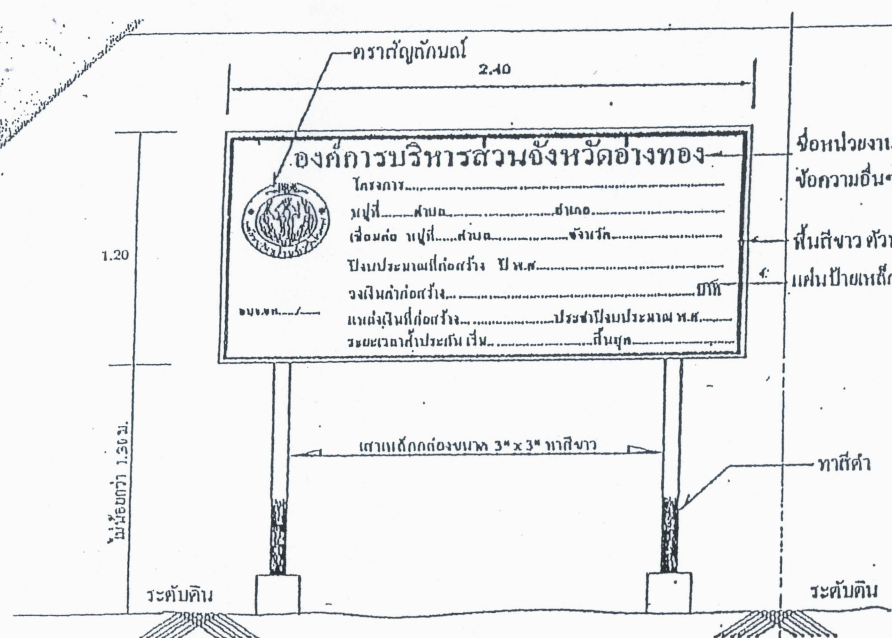 ตราสัญลักษณ์
2.40
องค์การบริหารส่วนจังหวัดอ่างทอง
ชื่อหน่วยงาน
ข้อความอื่นๆ
โครงการ
หมู่ที่......ตำบล..................อำเภอ
เชื่อมต่อ หมู่ที่.....ตำบล..................จังหวัด
พื้นสีขาว
1.20
ปีงบประมาณที่ก่อสร้าง ปี พ.ศ.
แผ่นป้ายเหล็ก
วงเงินค่าก่อสร้าง..................บาท
อบจ.อท...../.....
แหล่งเงินที่ก่อสร้าง..................ประจำปีงบประมาณ พ.ศ.
ระยะเวลาค้ำประกัน เริ่ม..................สิ้นสุด
ไม่น้อยกว่า 1.50 ม.
เสาเหล็กกล่องขนาด 3" x 3" ทาสีขาว
ทาสีดำ
ระดับดิน
ระดับดิน